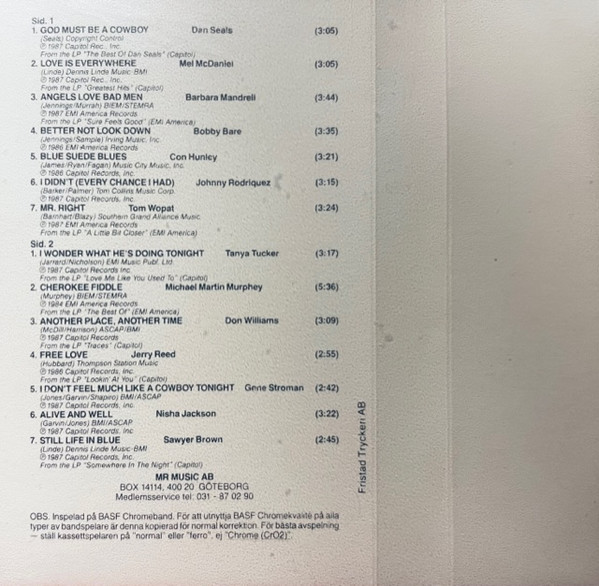 Sid. 1
1. GOD MUST BE A COWBOY Dan Seals (3:05)
(Seals) Copyright Control
℗ 1987 Capitol Rec., Inc.
From the LP "The Best Of Dan Seals" (Capitol)
2. LOVE IS EVERYWHERE Mel McDaniel (3:05)
(Linde) Dennis Linde Music BMI
℗ 1987 Capitol Rec., Inc.
From the LP "Greatest Hits" (Capitol)
3. ANGELS LOVE BAD MEN Barbara Mandrell (3:44)
(Jennings/Murrah) BIEM/STEMRA
℗ 1987 EMI America Records
From the LP "Sure Feels Good" (EMI America)
4. BETTER NOT LOOK DOWN Bobby Bare (3:35)
(Jennings/Sample) Irving Music, Inc.
℗ 1986 EMI America Records
5. BLUE SUEDE BLUES Con Hunley (3:21)
(James/Ryan/Fagan) Music City Music, Inc.
℗ 1986 Capitol Records, Inc.
6. I DIDN'T (EVERY CHANCE I HAD) Johnny Rodriquez (3:15)
(Barker/Palmer) Tom Collins Music Corp.
℗ 1987 Capitol Records, Inc.
7. MR. RIGHT Tom Wopat (3:24)
(Barnhart/Blazy) Southern Grand Alliance Music
℗ 1987 EMI America Records
From the LP "A Little Bit Closer" (EMI America)
Sid. 2
1. I WONDER WHAT HE'S DOING TONIGHT Tanya Tucker (3:17)
(Jarrerd/Nicholson) EMI Music Publ. Ltd.
℗ 1987 Capitol Records Inc.
From the LP "Love Me Like You Used To" (Capitol)
2. CHEROKEE FIDDLE Michael Martin Murphey (5:36)
(Murphey) BIEM/STEMRA
℗ 1984 EMI America Records
From the LP "The Best Of" (EMI America)
3. ANOTHER PLACE, ANOTHER TIME Don Williams (3:09)
(McDill/Harrison) ASCAP/BMI
℗ 1987 Capitol Records
From the LP "Traces" (Capitol)
4. FREE LOVE Jerry Reed (2:55)
(Hubbard) Thompson Station Music
℗ 1986 Capitol Records, Inc.
From the LP "Lookin' At You" (Capitol)
5. I DON'T FEEL MUCH LIKE A COWBOY TONIGHT Gene Stroman (2:42)
(Jones/Garvin/Shapiro) BMI/ASCAP
℗ 1987 Capitol Records, Inc.
6. ALIVE AND WELL Nisha Jackson (3:22)
(Garvin/Jones) BMI/ASCAP
℗ 1987 Capitol Records, Inc.
7. STILL LIFE IN BLUE Sawyer Brown (2:45)
(Linde) Dennis Linde Music-BMI
℗ 1987 Capitol Records, Inc.
From the LP "Somewhere In The Night" (Capitol)
MR MUSIC AB
BOX 14114, 400 20 GÖTEBORG
Medlemsservice tel: 031 - 87 02 90
OBS. Inspelad på BASF Chromeband. För att utnyttja BASF Chromekvalité på alla
typer av bandspelare är denna kopierad för normal korrektion. För bästa avspelning
— ställ kassettspelaren på "normal" eller "ferro", ej "Chrome (CrO2)".
Fristad Tryckeri AB